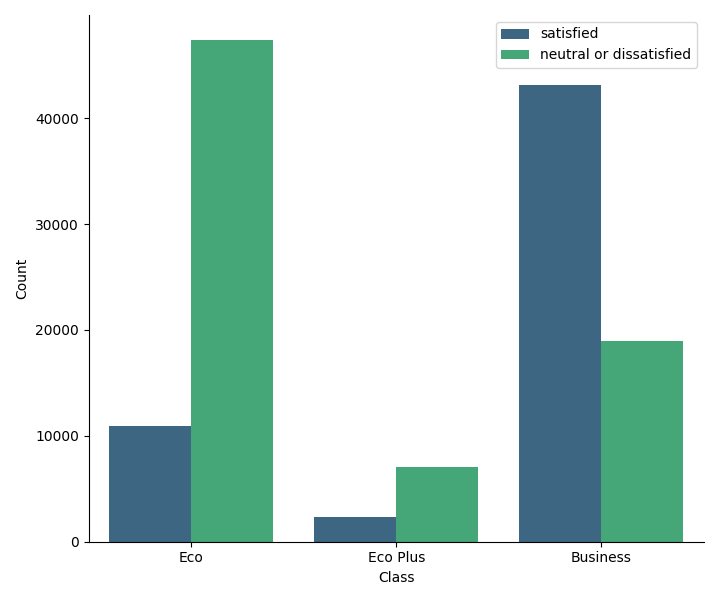 satisfied
neutral or dissatisfied
40000
30000
20000
10000
0
Count
Eco
Eco Plus
Business
Class